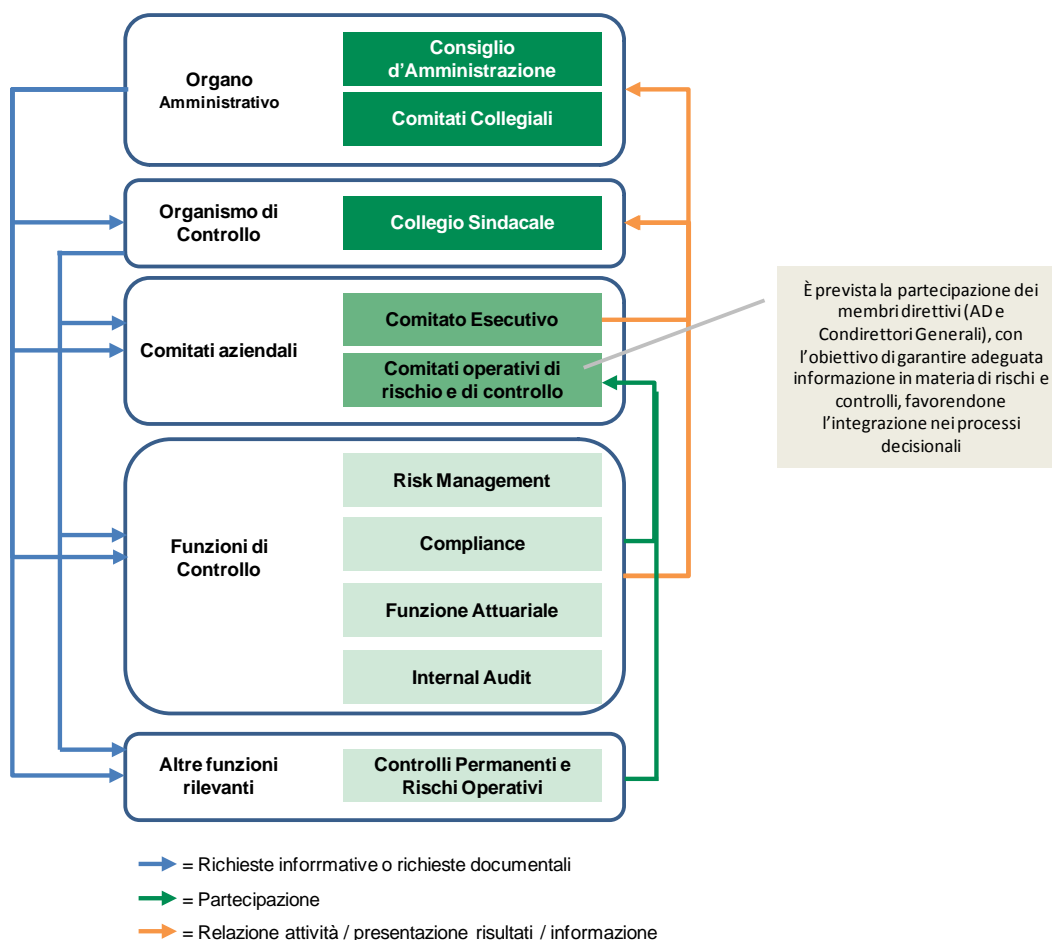 Organo
Amministrativo
Consiglio
d'Amministrazione
Comitati Collegiali
Organismo di
Controllo
Collegio Sindacale
Comitati aziendali
Comitato Esecutivo
Comitati operativi di
rischio e di controllo
È prevista la partecipazione dei
membri direttivi (AD e
Condirettori Generali), con
l'obiettivo di garantire adeguata
informazione in materia di rischi e
controlli, favorendone
l'integrazione nei processi
decisionali
Funzioni di
Controllo
Risk Management
Compliance
Funzione Attuariale
Internal Audit
Altre funzioni
rilevanti
Controlli Permanenti e
Rischi Operativi
= Richieste inforrmative o richieste documentali
= Partecipazione
= Relazione attività / presentazione risultati / informazione